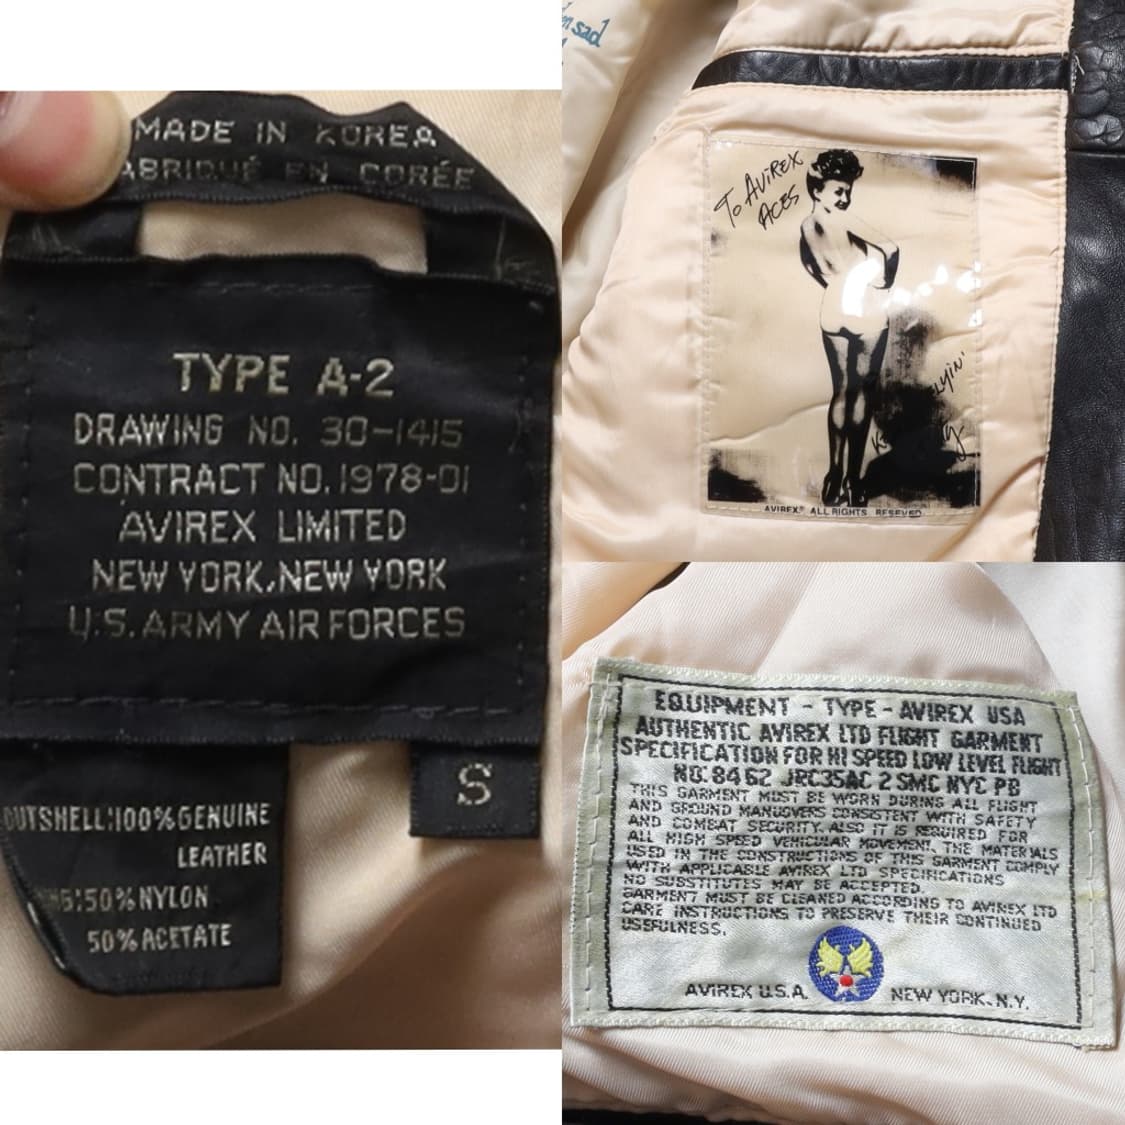 MADE IN KOREA
FABRIQUÉ EN CORÉE
TYPE A-2
DRAWING NO. 30-1415
CONTRACT NO. 1978-01
AVIREX LIMITED
NEW YORK, NEW YORK
U.S. ARMY AIR FORCES
S
OUTSHELL:100%GENUINE
LEATHER
:50%NYLON
50%ACETATE
sad
TO AVIREX
ACES
AVIREX® ALL RIGHTS RESEVED
EQUIPMENT - TYPE - AVIREX USA
AUTHENTIC AVIREX LTD FLIGHT GARMENT
SPECIFICATION FOR HI SPEED LOW LEVEL FLIGHT
NO: 8462 JRC35AC 2 SMC NYC PB
THIS GARMENT MUST BE WORN DURING ALL FLIGHT
AND GROUND MANUOVERS CONSISTENT WITH SAFETY
AND COMBAT SECURITY. ALSO IT IS REQUIRED FOR
ALL HIGH SPEED VEHICULAR MOVEMENT. THE MATERIALS
USED IN THE CONSTRUCTIONS OF THIS GARMENT COMPLY
WITH APPLICABLE AVIREX LTD SPECIFICATIONS
NO SUBSTITUTES MAY BE ACCEPTED.
GARMENT MUST BE CLEANED ACCORDING TO AVIREX LTD
CARE INSTRUCTIONS TO PRESERVE THEIR CONTINUED
USEFULNESS.
AVIREX U.S.A. NEW YORK, N.Y.